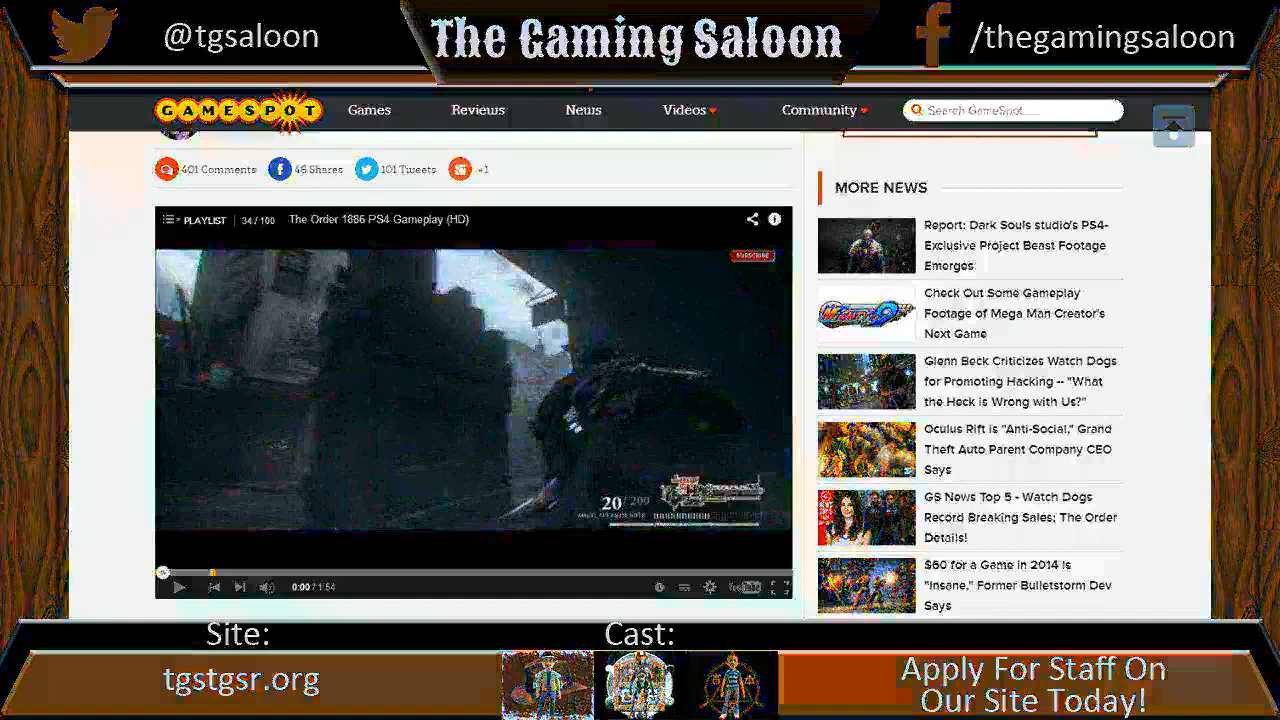 @tgsaloon
The Gaming Saloon
/thegamingsaloon
GAMESPOT
Games
Reviews
News
Videos
Community
Search GameSpot...
401 Comments
46 Shares
101 Tweets
+1
PLAYLIST
34 / 100
The Order 1886 PS4 Gameplay (HD)
SUBSCRIBE
20 / 200
0:00 / 1:54
MORE NEWS
Report: Dark Souls studio's PS4-
Exclusive Project Beast Footage
Emerges
Check Out Some Gameplay
Footage of Mega Man Creator's
Next Game
Glenn Beck Criticizes Watch Dogs
for Promoting Hacking -- "What
the Heck is Wrong with Us?"
Oculus Rift is "Anti-Social," Grand
Theft Auto Parent Company CEO
Says
GS News Top 5 - Watch Dogs
Record Breaking Sales; The Order
Details!
$60 for a Game in 2014 Is
"Insane," Former Bulletstorm Dev
Says
Site:
Cast:
tgstgsr.org
Apply For Staff On
Our Site Today!